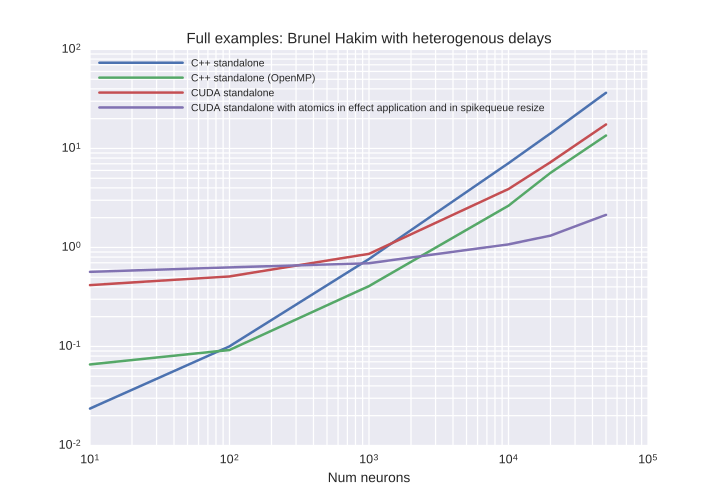 Full examples: Brunel Hakim with heterogenous delays
C++ standalone
C++ standalone (OpenMP)
CUDA standalone
CUDA standalone with atomics in effect application and in spikequeue resize
10²
10¹
10⁰
10⁻¹
10⁻²
10¹ 10² 10³ 10⁴ 10⁵
Num neurons